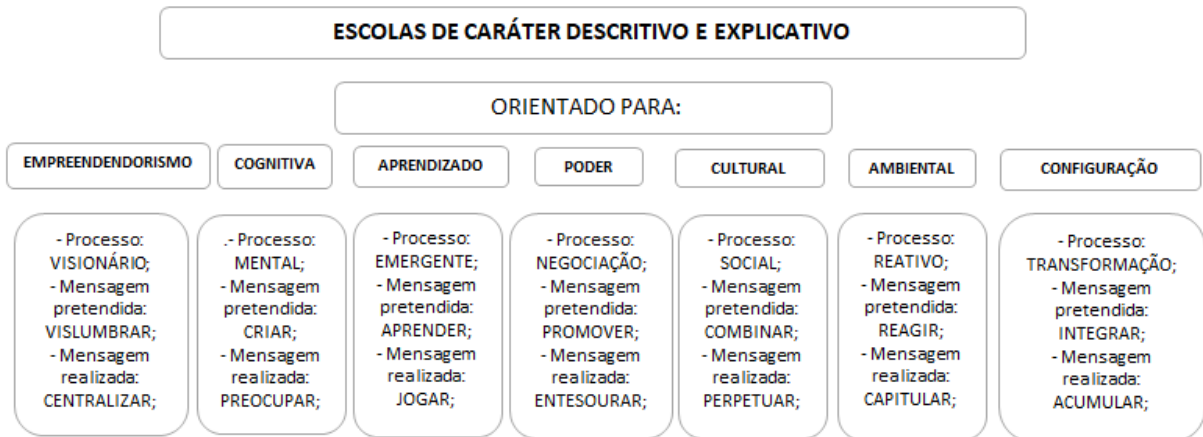 ESCOLAS DE CARÁTER DESCRITIVO E EXPLICATIVO
ORIENTADO PARA:
EMPREENDENDORISMO
COGNITIVA
APRENDIZADO
PODER
CULTURAL
AMBIENTAL
CONFIGURAÇÃO
- Processo:
VISIONÁRIO;
- Mensagem
pretendida:
VISLUMBRAR;
- Mensagem
realizada:
CENTRALIZAR;
.- Processo:
MENTAL;
- Mensagem
pretendida:
CRIAR;
- Mensagem
realizada:
PREOCUPAR;
- Processo:
EMERGENTE;
- Mensagem
pretendida:
APRENDER;
- Mensagem
realizada:
JOGAR;
- Processo:
NEGOCIAÇÃO;
- Mensagem
pretendida:
PROMOVER;
- Mensagem
realizada:
ENTESOURAR;
- Processo:
SOCIAL;
- Mensagem
pretendida:
COMBINAR;
- Mensagem
realizada:
PERPETUAR;
- Processo:
REATIVO;
- Mensagem
pretendida:
REAGIR;
- Mensagem
realizada:
CAPITULAR;
- Processo:
TRANSFORMAÇÃO;
- Mensagem
pretendida:
INTEGRAR;
- Mensagem
realizada:
ACUMULAR;